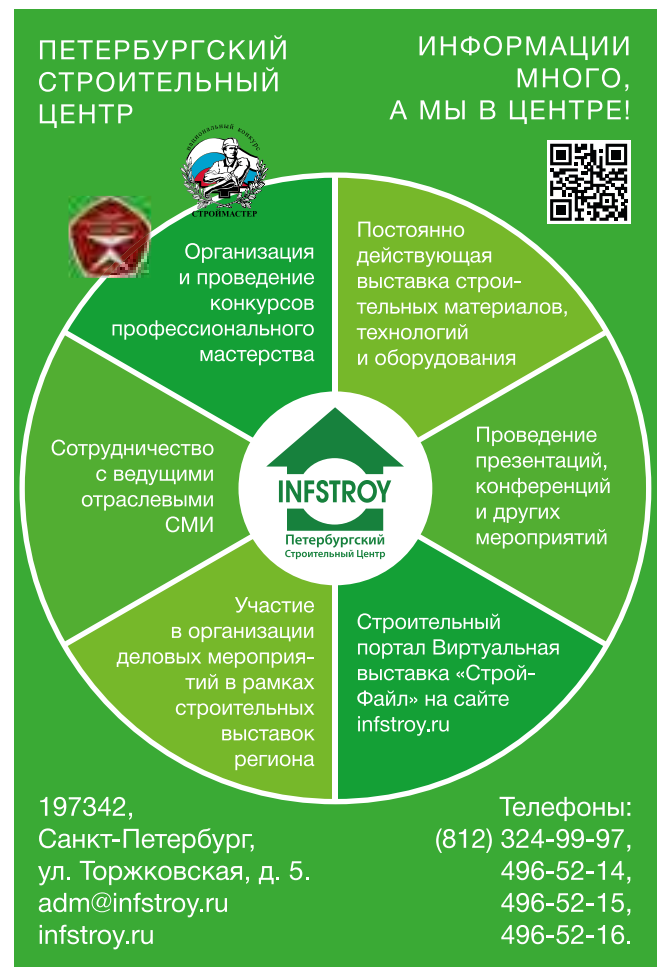 ПЕТЕРБУРГСКИЙ
СТРОИТЕЛЬНЫЙ
ЦЕНТР
ИНФОРМАЦИИ
МНОГО,
А МЫ В ЦЕНТРЕ!
национальный конкурс
СТРОЙМАСТЕР
Организация
и проведение
конкурсов
профессионального
мастерства
Постоянно
действующая
выставка строи-
тельных материалов,
технологий
и оборудования
Сотрудничество
с ведущими
отраслевыми
СМИ
INFSTROY
Петербургский
Строительный Центр
Проведение
презентаций,
конференций
и других
мероприятий
Участие
в организации
деловых мероприя-
тий в рамках
строительных
выставок
региона
Строительный
портал Виртуальная
выставка «Строй-
Файл» на сайте
infstroy.ru
197342,
Санкт-Петербург,
ул. Торжковская, д. 5.
adm@infstroy.ru
infstroy.ru
Телефоны:
(812) 324-99-97,
496-52-14,
496-52-15,
496-52-16.